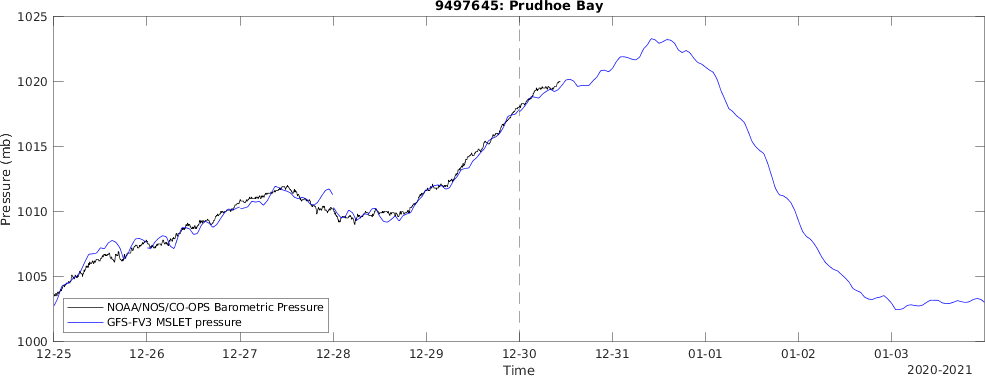 9497645: Prudhoe Bay
1025
1020
1015
1010
1005
1000
Pressure (mb)
NOAA/NOS/CO-OPS Barometric Pressure
GFS-FV3 MSLET pressure
12-25 12-26 12-27 12-28 12-29 12-30 12-31 01-01 01-02 01-03
Time
2020-2021